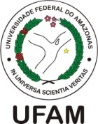 UNIVERSIDADE FEDERAL DO AMAZONAS
IN UNIVERSA SCIENTIA VERITAS
UFAM